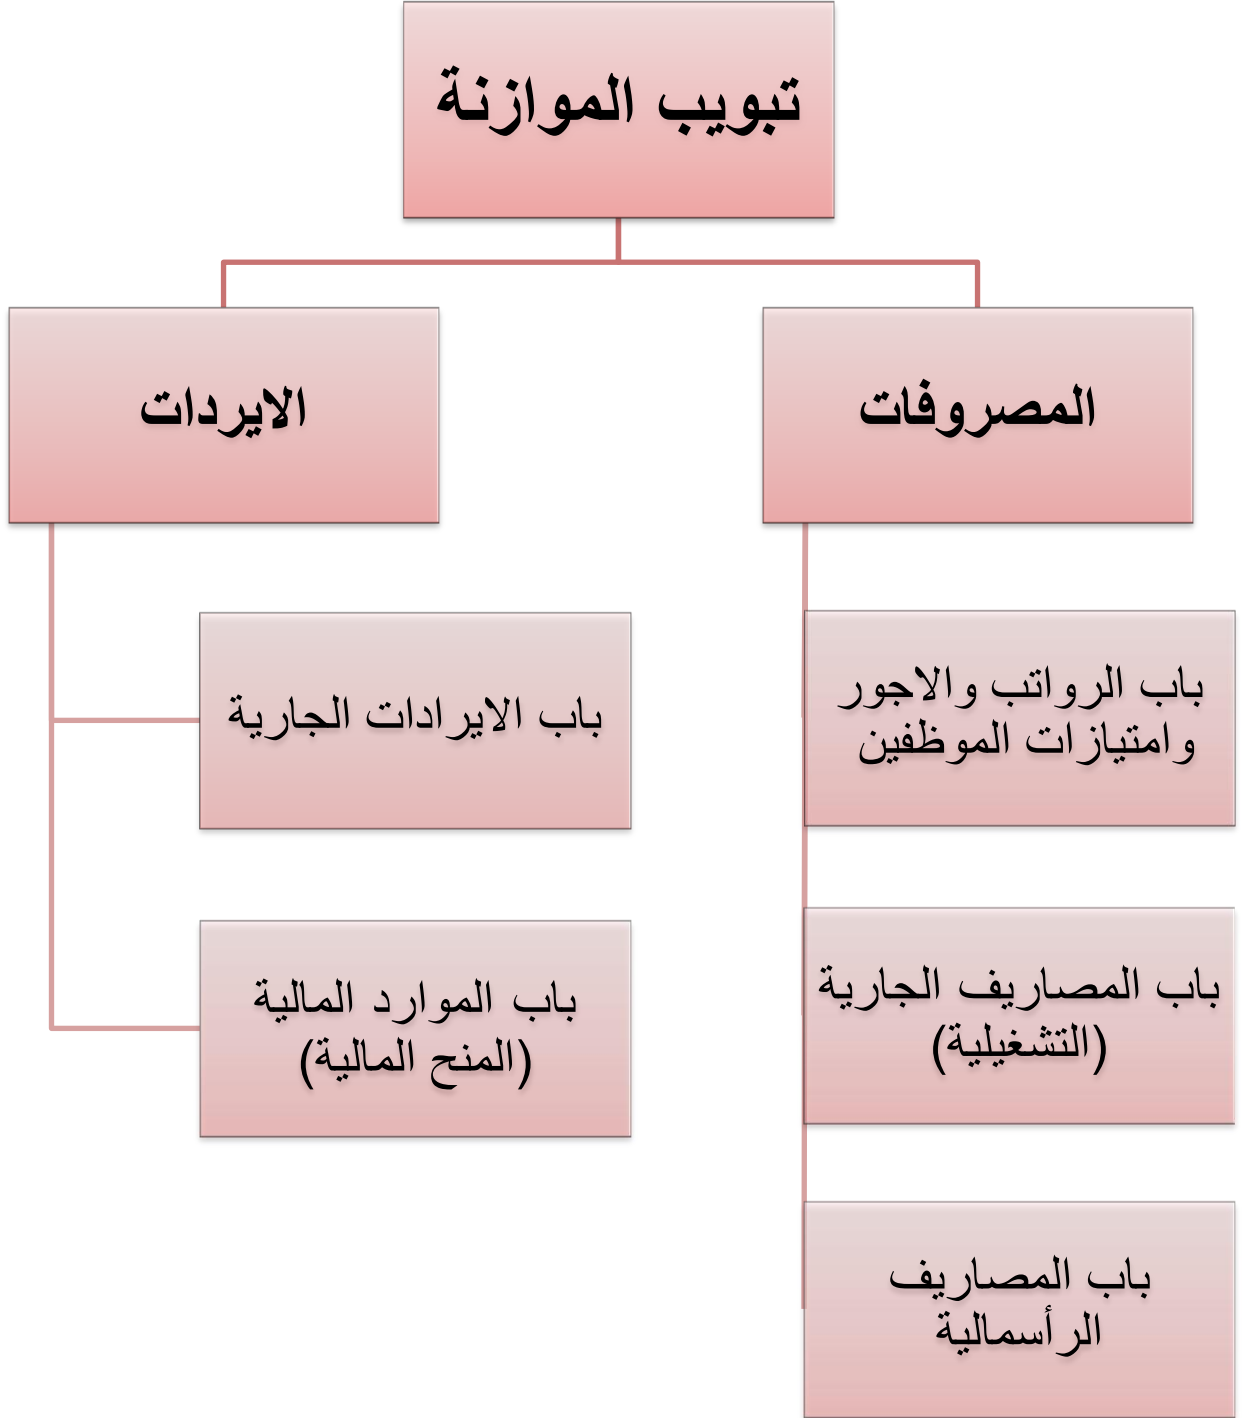 تبويب الموازنة
المصروفات
باب الرواتب والاجور
وامتيازات الموظفين
باب المصاريف الجارية
(التشغيلية)
باب المصاريف
الرأسمالية
الايردات
باب الايرادات الجارية
باب الموارد المالية
(المنح المالية)